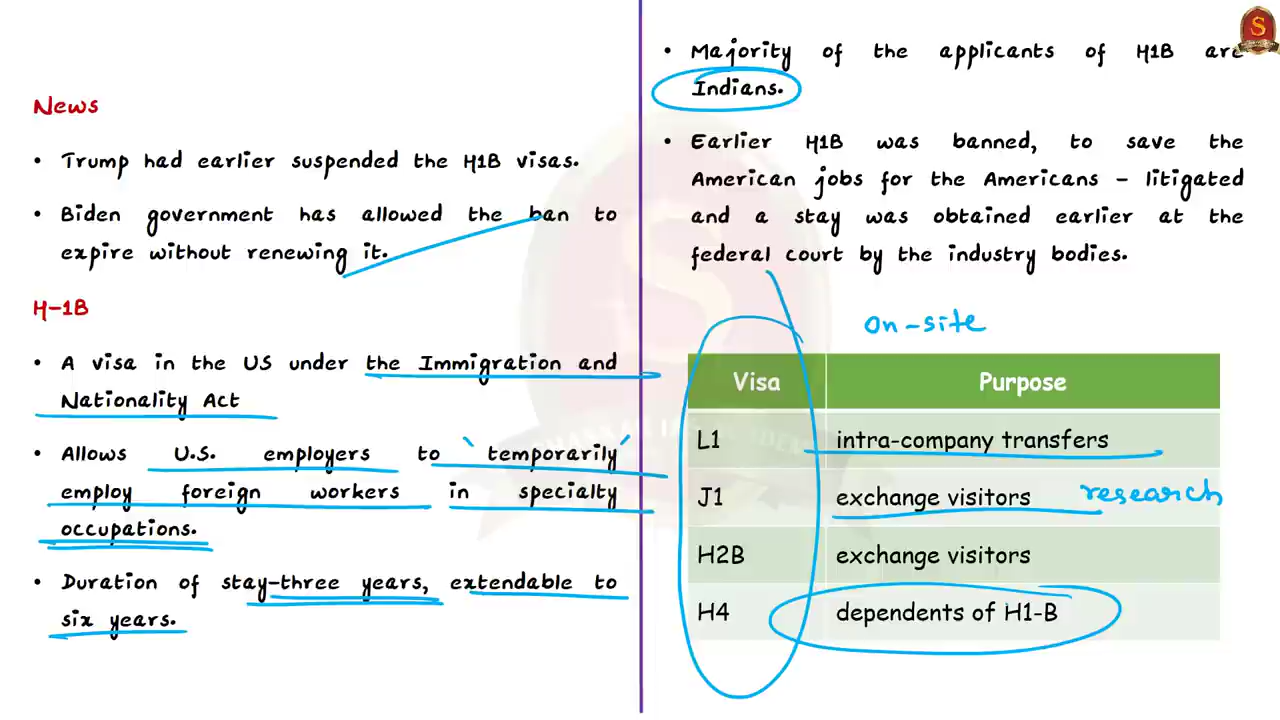 News
• Trump had earlier suspended the H1B visas.
• Biden government has allowed the ban to
expire without renewing it.
H-1B
• A visa in the US under the Immigration and
Nationality Act
• Allows U.S. employers to temporarily
employ foreign workers in specialty
occupations.
• Duration of stay-three years, extendable to
six years.
• Majority of the applicants of H1B are
Indians.
• Earlier H1B was banned, to save the
American jobs for the Americans – litigated
and a stay was obtained earlier at the
federal court by the industry bodies.
on-site
Visa Purpose
L1 intra-company transfers
J1 exchange visitors research
H2B exchange visitors
H4 dependents of H1-B